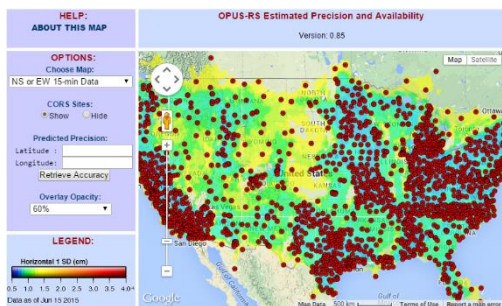 HELP:
ABOUT THIS MAP
OPTIONS:
Choose Map:
NS or EW 15-min Data
CORS Sites:
Show Hide
Predicted Precision:
Latitude :
Longitude:
Retrieve Accuracy
Overlay Opacity:
60%
LEGEND:
Horizontal 1 SD (cm)
0.5 1.0 1.5 2.0 2.5 3.0 3.5 4.0+
Data as of Jun 15 2015
OPUS-RS Estimated Precision and Availability
Version: 0.85
Map Satellite
Ottawa
NORTH
SOUTH
United States
KANSAS
San Diego
Gulf of
Google
Map Data 500 km Terms of Use Report a map error